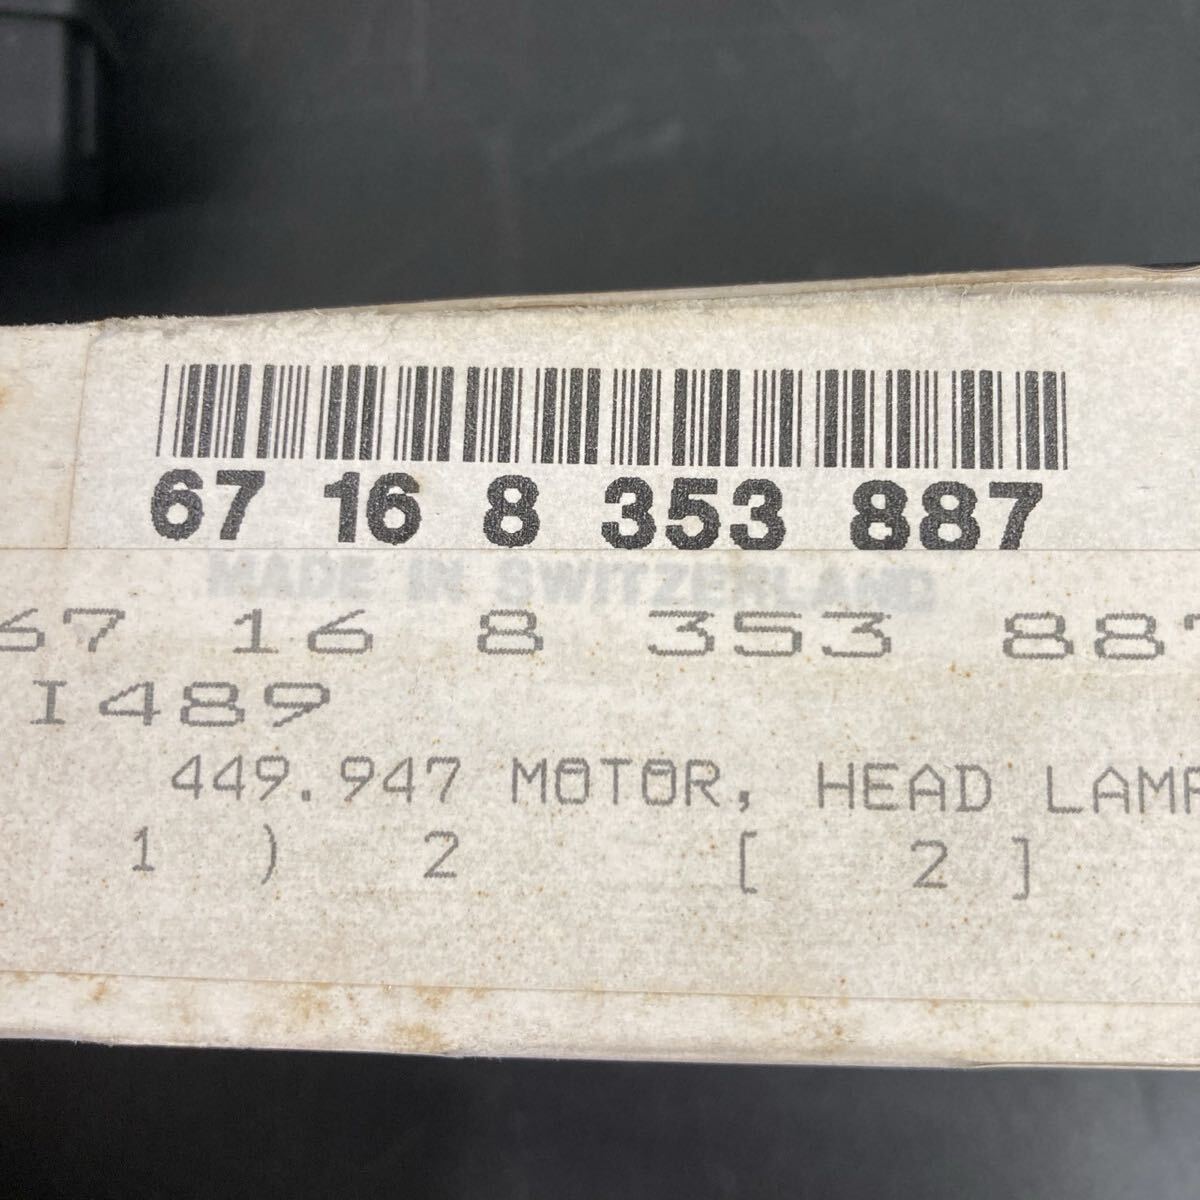 67 16 8 353 887
MADE IN SWITZERLAND
67 16 8 353 887
I489
449.947 MOTOR, HEAD LAMP
1 ) 2 [ 2 ]